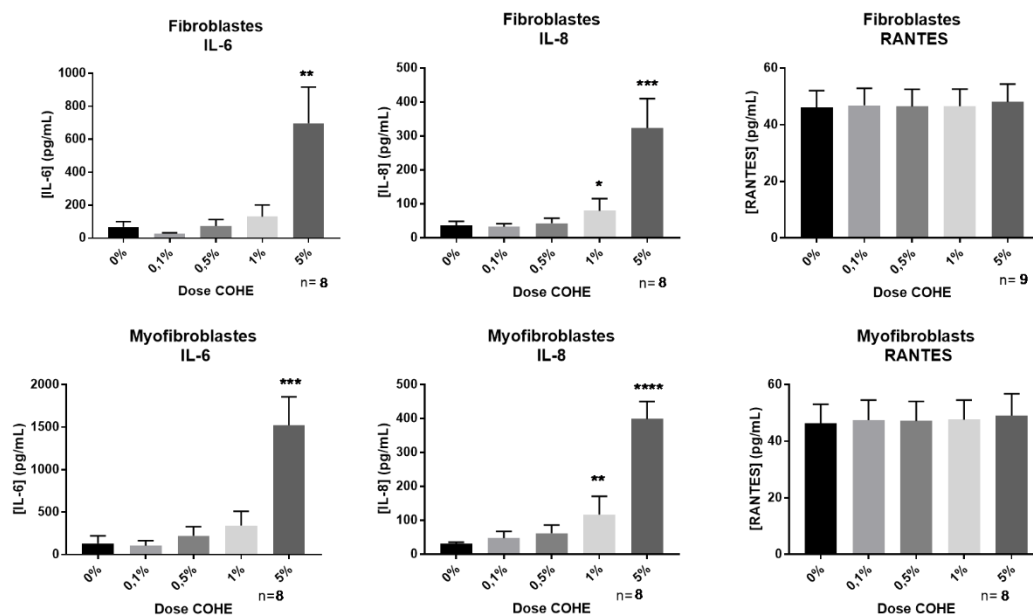 Fibroblastes
IL-6
[IL-6] (pg/mL)
1000
800
600
400
200
0
**
0%
0,1%
0,5%
1%
5%
n= 8
Dose COHE
Fibroblastes
IL-8
[IL-8] (pg/mL)
500
400
300
200
100
0
*
***
0%
0,1%
0,5%
1%
5%
n= 8
Dose COHE
Fibroblastes
RANTES
[RANTES] (pg/mL)
60
40
20
0
0%
0,1%
0,5%
1%
5%
n= 9
Dose COHE
Myofibroblastes
IL-6
[IL-6] (pg/mL)
2000
1500
1000
500
0
***
0%
0,1%
0,5%
1%
5%
n= 8
Dose COHE
Myofibroblastes
IL-8
[IL-8] (pg/mL)
500
400
300
200
100
0
**
****
0%
0,1%
0,5%
1%
5%
n= 8
Dose COHE
Myofibroblasts
RANTES
[RANTES] (pg/mL)
60
40
20
0
0%
0,1%
0,5%
1%
5%
n= 8
Dose COHE